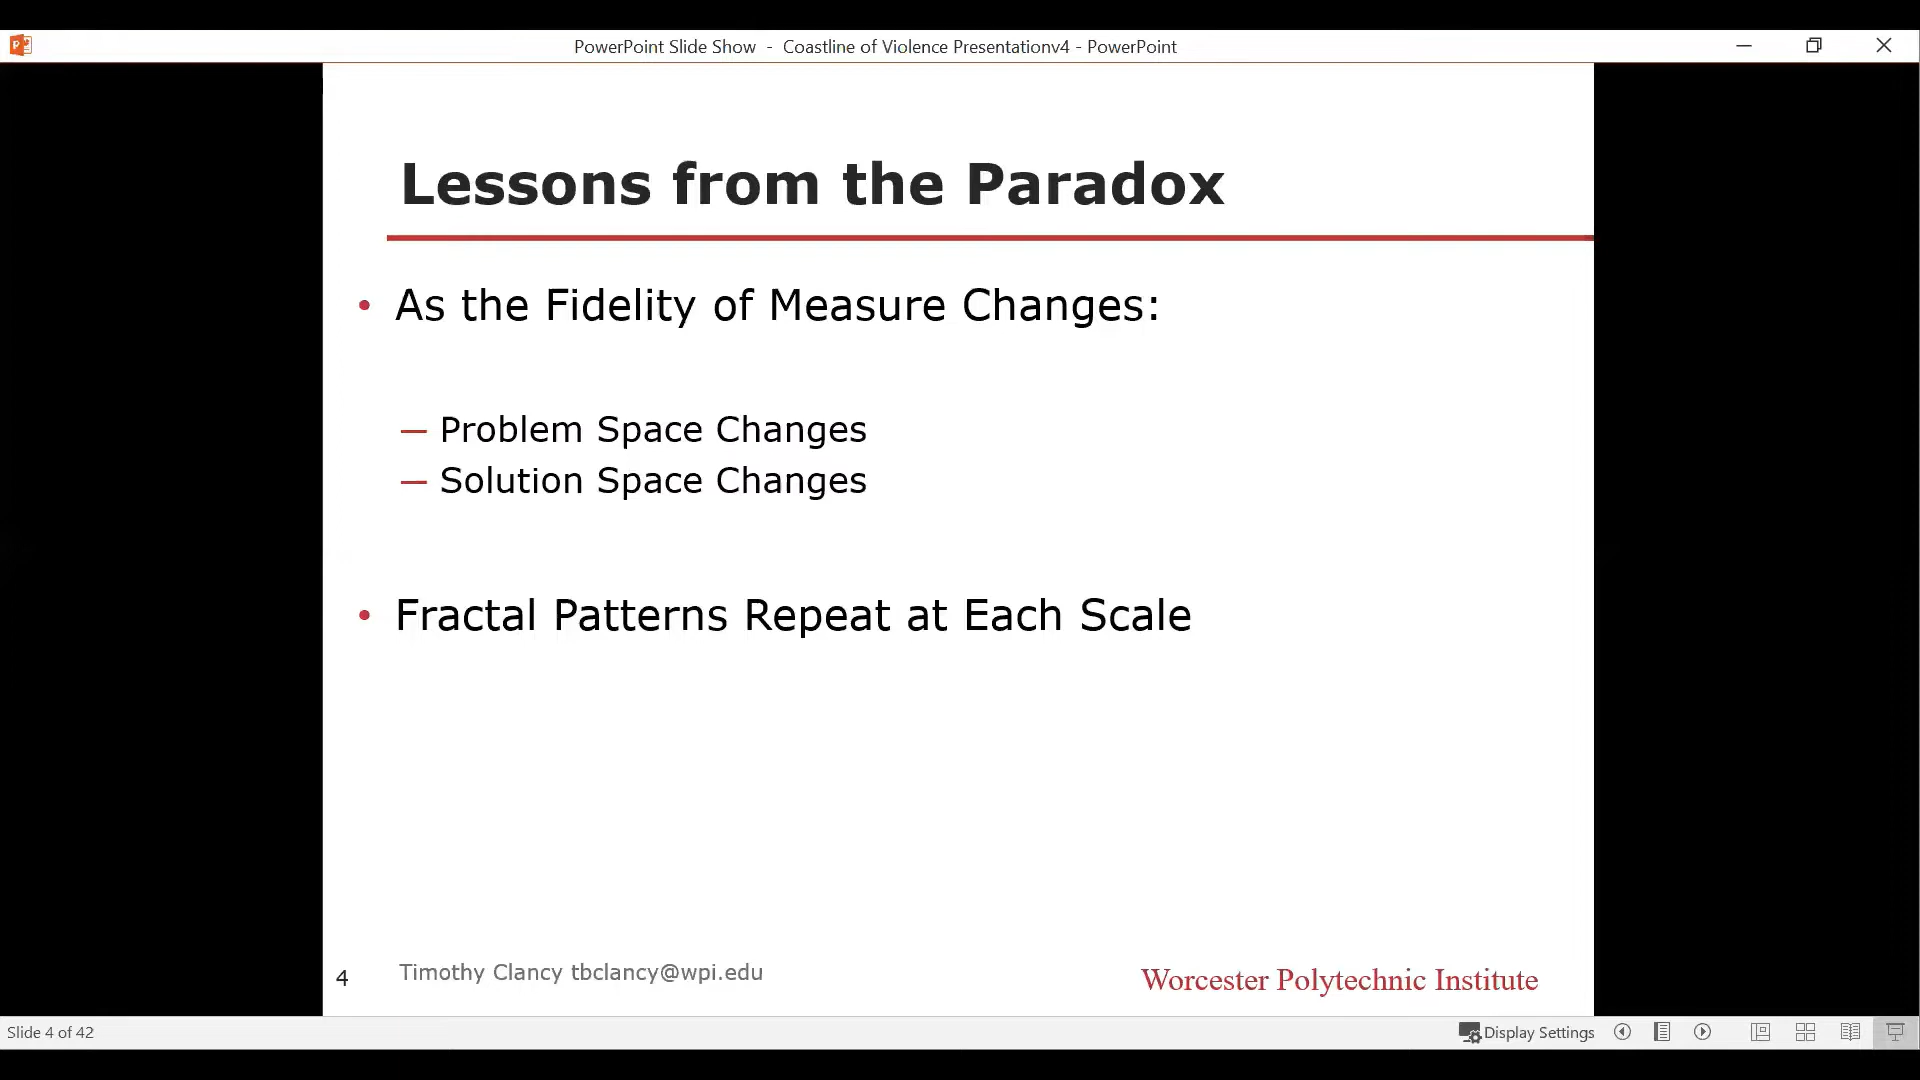 PowerPoint Slide Show - Coastline of Violence Presentationv4 - PowerPoint
Lessons from the Paradox
• As the Fidelity of Measure Changes:
— Problem Space Changes
— Solution Space Changes
• Fractal Patterns Repeat at Each Scale
4 Timothy Clancy tbclancy@wpi.edu Worcester Polytechnic Institute
Slide 4 of 42 Display Settings